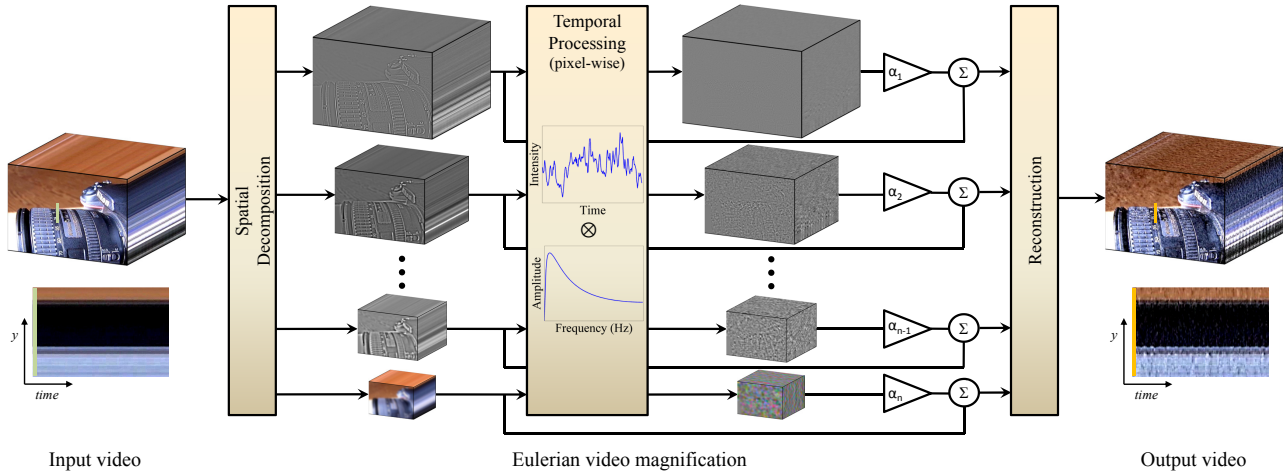 Temporal
Processing
(pixel-wise)
α1
Σ
Spatial
Decomposition
Intensity
Time
⊗
α2
Σ
Reconstruction
Amplitude
Frequency (Hz)
αn-1
Σ
αn
Σ
y
time
y
time
Input video
Eulerian video magnification
Output video